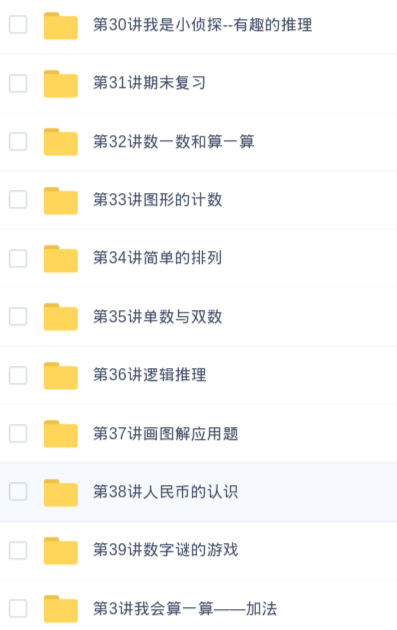 第30讲我是小侦探--有趣的推理
第31讲期末复习
第32讲数一数和算一算
第33讲图形的计数
第34讲简单的排列
第35讲单数与双数
第36讲逻辑推理
第37讲画图解应用题
第38讲人民币的认识
第39讲数字谜的游戏
第3讲我会算一算——加法